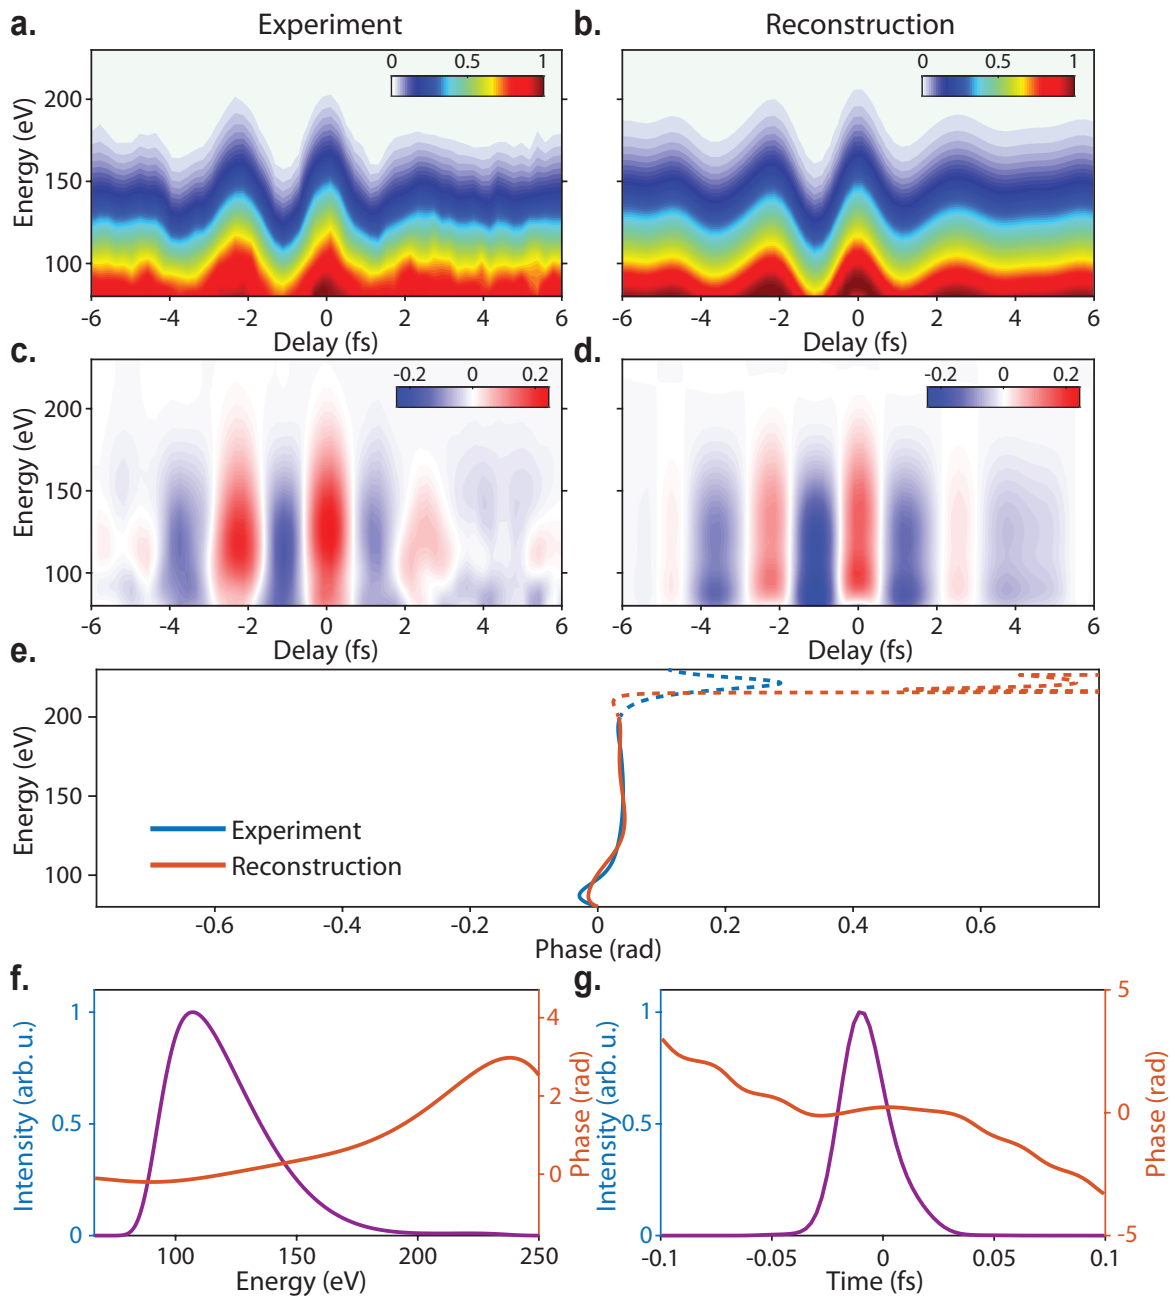 a. Experiment
b. Reconstruction
0 0.5 1
0 0.5 1
200
150
100
Energy (eV)
-6 -4 -2 0 2 4 6
-6 -4 -2 0 2 4 6
Delay (fs)
Delay (fs)
c.
d.
-0.2 0 0.2
-0.2 0 0.2
200
150
100
Energy (eV)
-6 -4 -2 0 2 4 6
-6 -4 -2 0 2 4 6
Delay (fs)
Delay (fs)
e.
200
150
100
Energy (eV)
Experiment
Reconstruction
-0.6 -0.4 -0.2 0 0.2 0.4 0.6
Phase (rad)
f.
1
0.5
0
Intensity (arb. u.)
4
2
0
Phase (rad)
100 150 200 250
Energy (eV)
g.
1
0.5
0
Intensity (arb. u.)
5
0
-5
Phase (rad)
-0.1 -0.05 0 0.05 0.1
Time (fs)